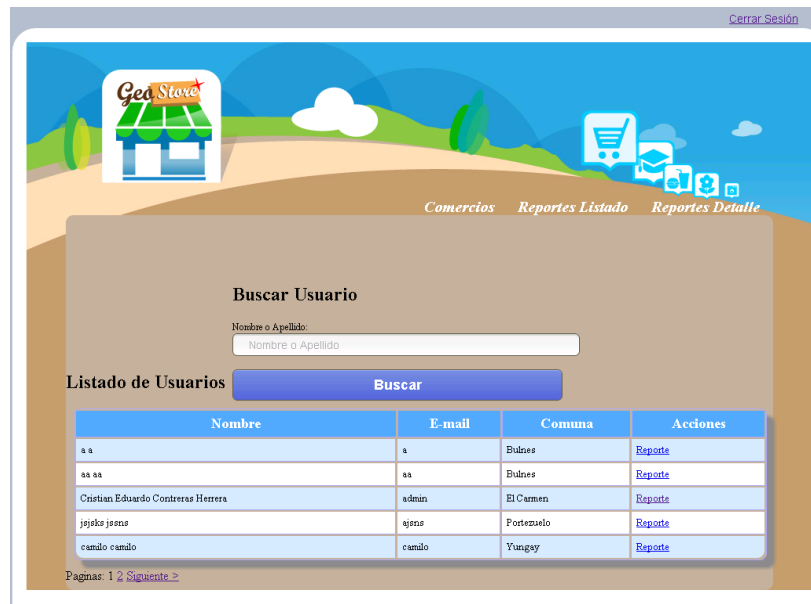 Cerrar Sesión
Geo Store
Comercios Reportes Listado Reportes Detalle
Buscar Usuario
Nombre o Apellido:
Nombre o Apellido
Listado de Usuarios
Buscar
Nombre E-mail Comuna Acciones
a a a Bulnes Reporte
aa aa aa Bulnes Reporte
Cristian Eduardo Contreras Herrera admin El Carmen Reporte
jsjsks jssns ajsns Portezuelo Reporte
camilo camilo camilo Yungay Reporte
Paginas: 1 2 Siguiente >